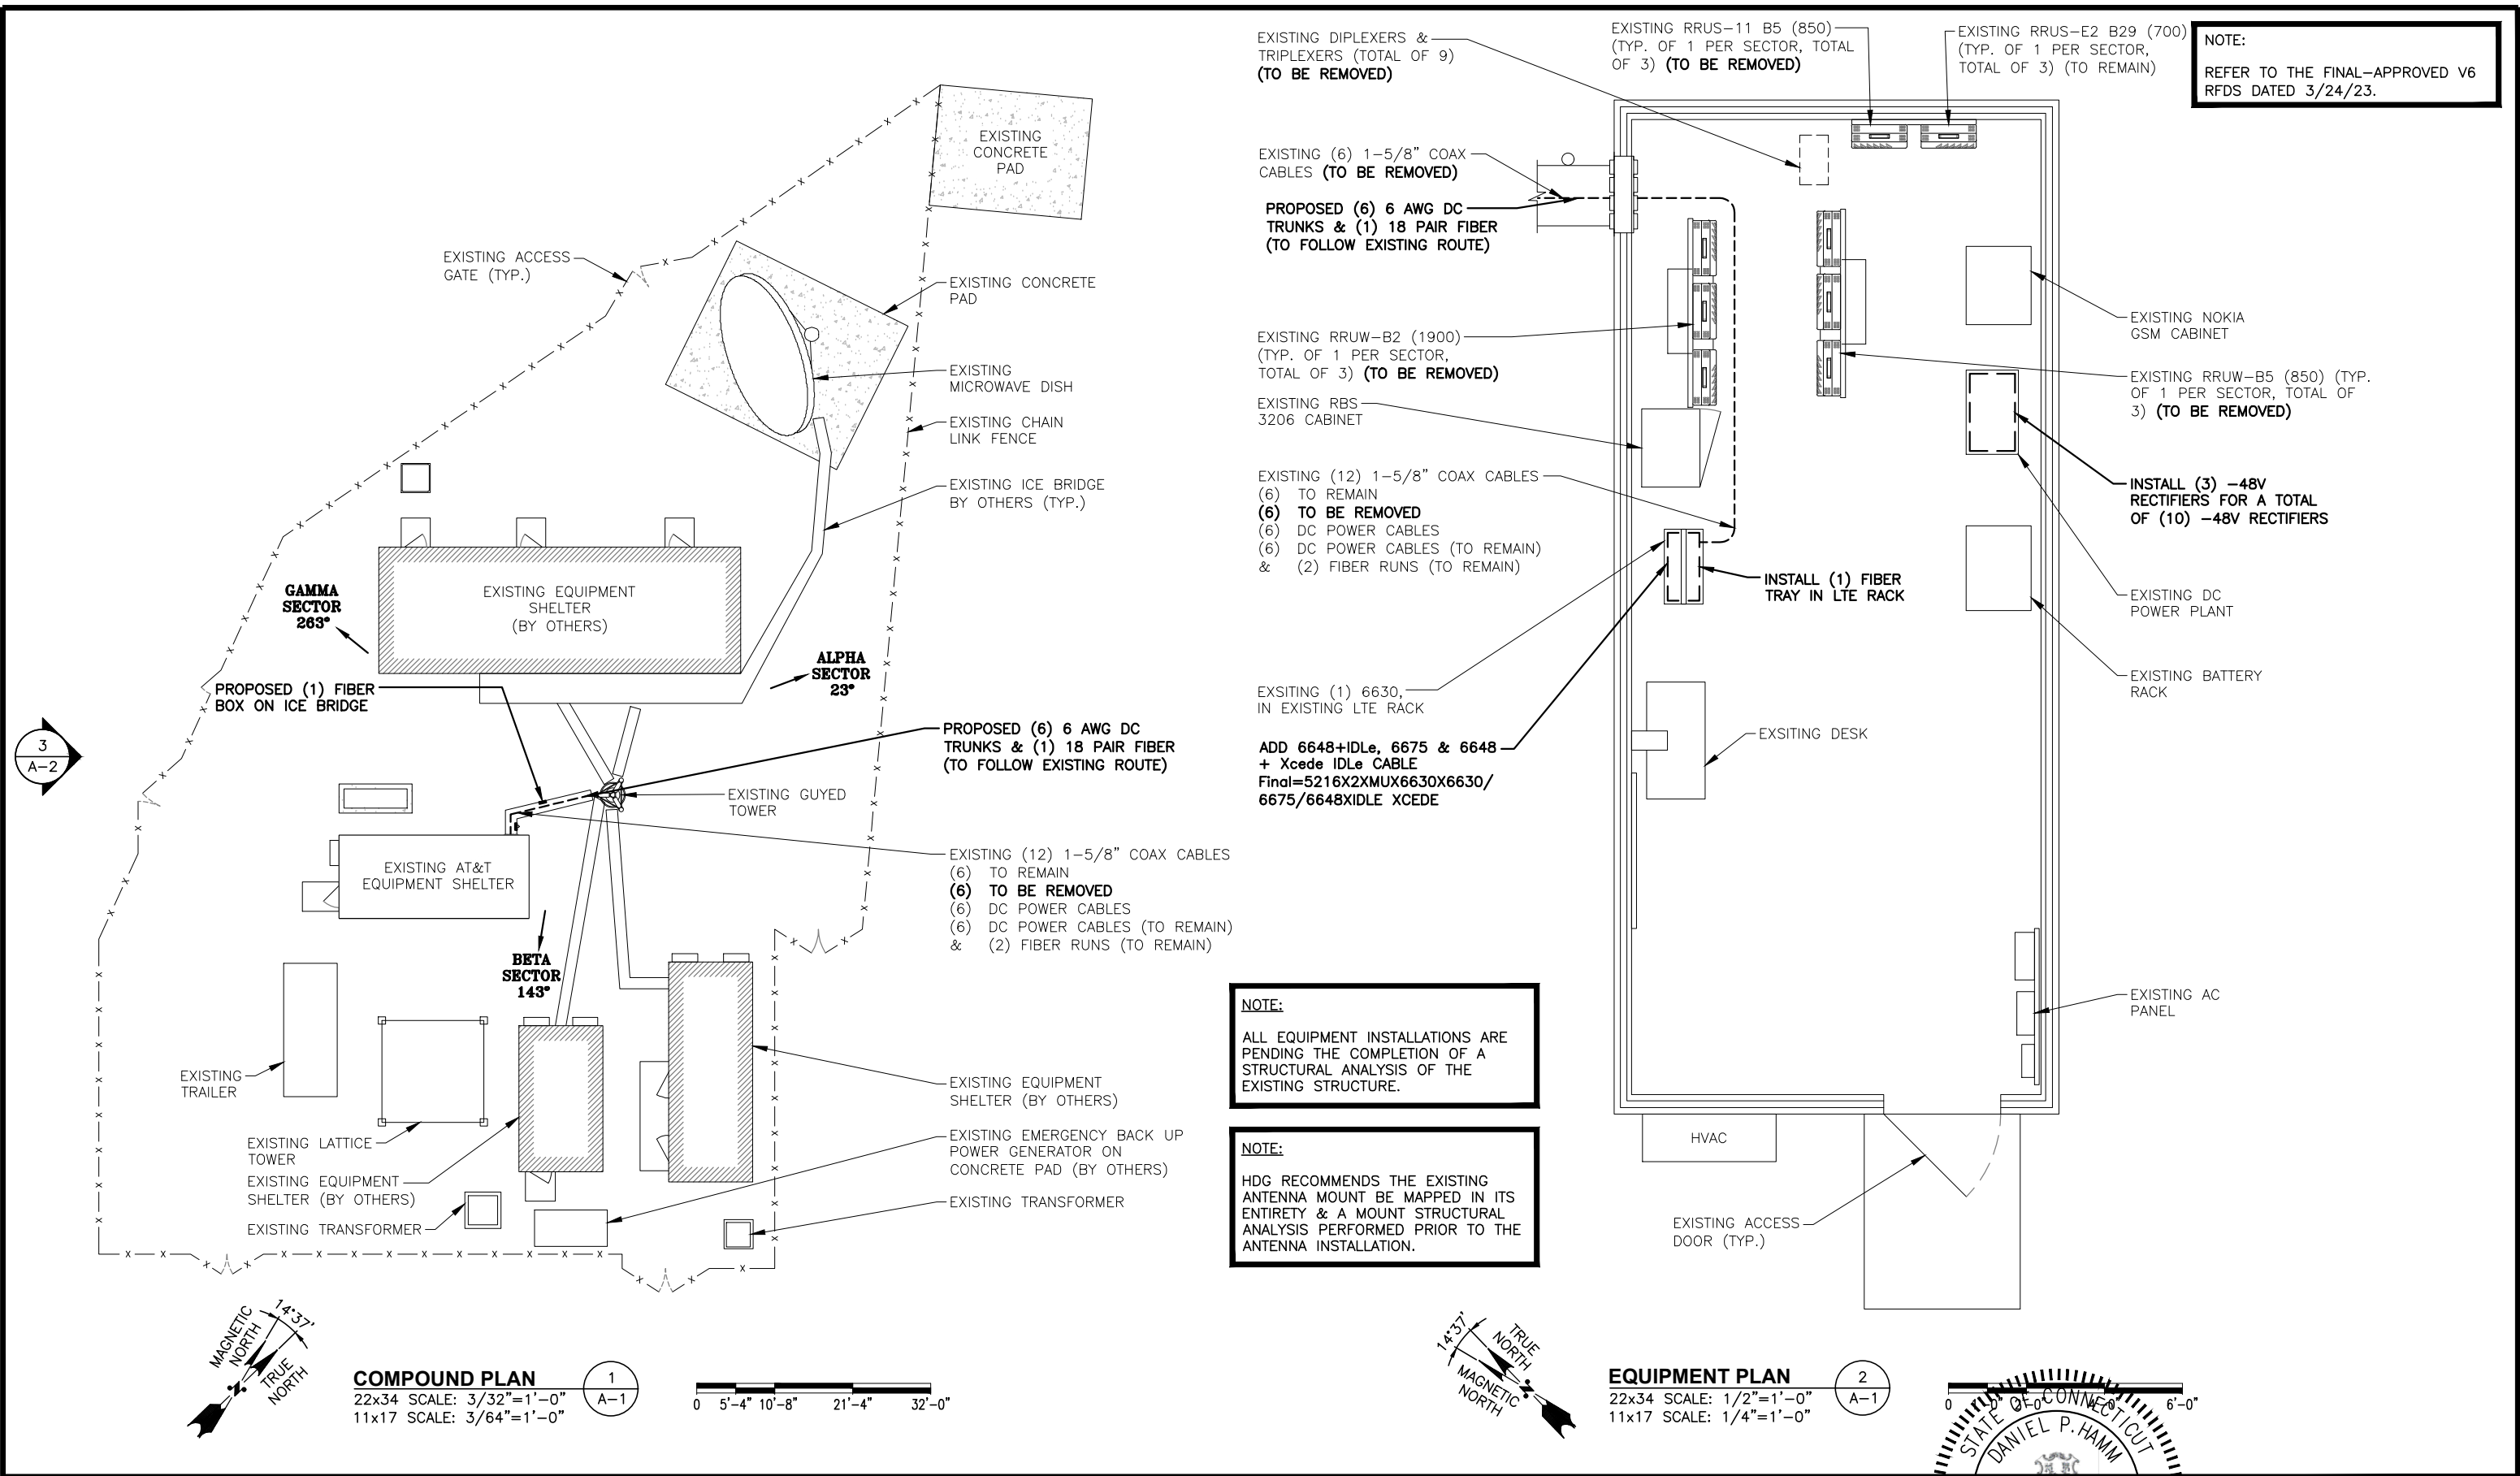 EXISTING
CONCRETE
PAD
EXISTING ACCESS
GATE (TYP.)
EXISTING CONCRETE
PAD
EXISTING
MICROWAVE DISH
EXISTING CHAIN
LINK FENCE
EXISTING ICE BRIDGE
BY OTHERS (TYP.)
EXISTING EQUIPMENT
SHELTER
(BY OTHERS)
GAMMA
SECTOR
263°
ALPHA
SECTOR
23°
PROPOSED (1) FIBER
BOX ON ICE BRIDGE
PROPOSED (6) 6 AWG DC
TRUNKS & (1) 18 PAIR FIBER
(TO FOLLOW EXISTING ROUTE)
3
A-2
EXISTING GUYED
TOWER
EXISTING AT&T
EQUIPMENT SHELTER
EXISTING (12) 1-5/8" COAX CABLES
(6) TO REMAIN
(6) TO BE REMOVED
(6) DC POWER CABLES
(6) DC POWER CABLES (TO REMAIN)
& (2) FIBER RUNS (TO REMAIN)
BETA
SECTOR
143°
EXISTING
TRAILER
EXISTING LATTICE
TOWER
EXISTING EQUIPMENT
SHELTER (BY OTHERS)
EXISTING TRANSFORMER
EXISTING EQUIPMENT
SHELTER (BY OTHERS)
EXISTING EMERGENCY BACK UP
POWER GENERATOR ON
CONCRETE PAD (BY OTHERS)
EXISTING TRANSFORMER
MAGNETIC
NORTH
14°37'
TRUE
NORTH
N
COMPOUND PLAN
22x34 SCALE: 3/32"=1'-0"
11x17 SCALE: 3/64"=1'-0"
1
A-1
0 5'-4" 10'-8" 21'-4" 32'-0"
EXISTING DIPLEXERS &
TRIPLEXERS (TOTAL OF 9)
(TO BE REMOVED)
EXISTING RRUS-11 B5 (850)
(TYP. OF 1 PER SECTOR, TOTAL
OF 3) (TO BE REMOVED)
EXISTING RRUS-E2 B29 (700)
(TYP. OF 1 PER SECTOR,
TOTAL OF 3) (TO REMAIN)
NOTE:
REFER TO THE FINAL-APPROVED V6
RFDS DATED 3/24/23.
EXISTING (6) 1-5/8" COAX
CABLES (TO BE REMOVED)
PROPOSED (6) 6 AWG DC
TRUNKS & (1) 18 PAIR FIBER
(TO FOLLOW EXISTING ROUTE)
EXISTING RRUW-B2 (1900)
(TYP. OF 1 PER SECTOR,
TOTAL OF 3) (TO BE REMOVED)
EXISTING RBS
3206 CABINET
EXISTING (12) 1-5/8" COAX CABLES
(6) TO REMAIN
(6) TO BE REMOVED
(6) DC POWER CABLES
(6) DC POWER CABLES (TO REMAIN)
& (2) FIBER RUNS (TO REMAIN)
EXISTING NOKIA
GSM CABINET
EXISTING RRUW-B5 (850) (TYP.
OF 1 PER SECTOR, TOTAL OF
3) (TO BE REMOVED)
INSTALL (3) -48V
RECTIFIERS FOR A TOTAL
OF (10) -48V RECTIFIERS
INSTALL (1) FIBER
TRAY IN LTE RACK
EXISTING DC
POWER PLANT
EXISTING BATTERY
RACK
EXSITING (1) 6630,
IN EXISTING LTE RACK
ADD 6648+IDLe, 6675 & 6648
+ Xcede IDLe CABLE
Final=5216X2XMUX6630X6630/
6675/6648XIDLE XCEDE
EXSITING DESK
EXISTING AC
PANEL
NOTE:
ALL EQUIPMENT INSTALLATIONS ARE
PENDING THE COMPLETION OF A
STRUCTURAL ANALYSIS OF THE
EXISTING STRUCTURE.
NOTE:
HDG RECOMMENDS THE EXISTING
ANTENNA MOUNT BE MAPPED IN ITS
ENTIRETY & A MOUNT STRUCTURAL
ANALYSIS PERFORMED PRIOR TO THE
ANTENNA INSTALLATION.
HVAC
EXISTING ACCESS
DOOR (TYP.)
14°37'
TRUE
NORTH
MAGNETIC
NORTH
EQUIPMENT PLAN
22x34 SCALE: 1/2"=1'-0"
11x17 SCALE: 1/4"=1'-0"
2
A-1
0 2'-0" 6'-0"
STATE OF CONNECTICUT
DANIEL P. HAMM